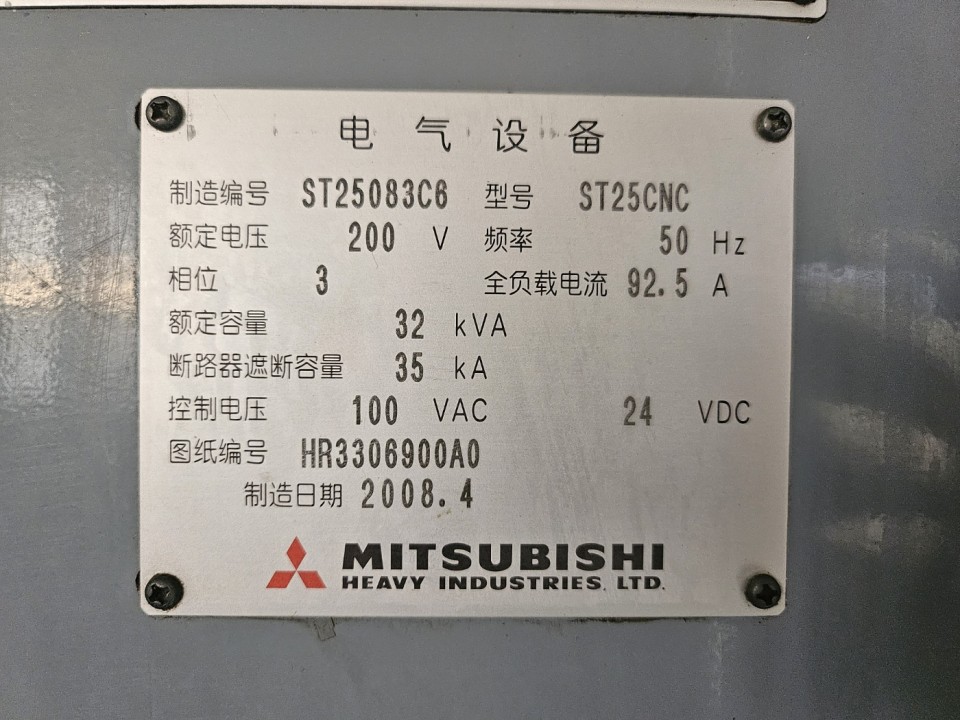 电气设备
制造编号 ST25083C6 型号 ST25CNC
额定电压 200 V 频率 50 Hz
相位 3 全负载电流 92.5 A
额定容量 32 kVA
断路器遮断容量 35 kA
控制电压 100 VAC 24 VDC
图纸编号 HR3306900A0
制造日期 2008.4
MITSUBISHI
HEAVY INDUSTRIES, LTD.